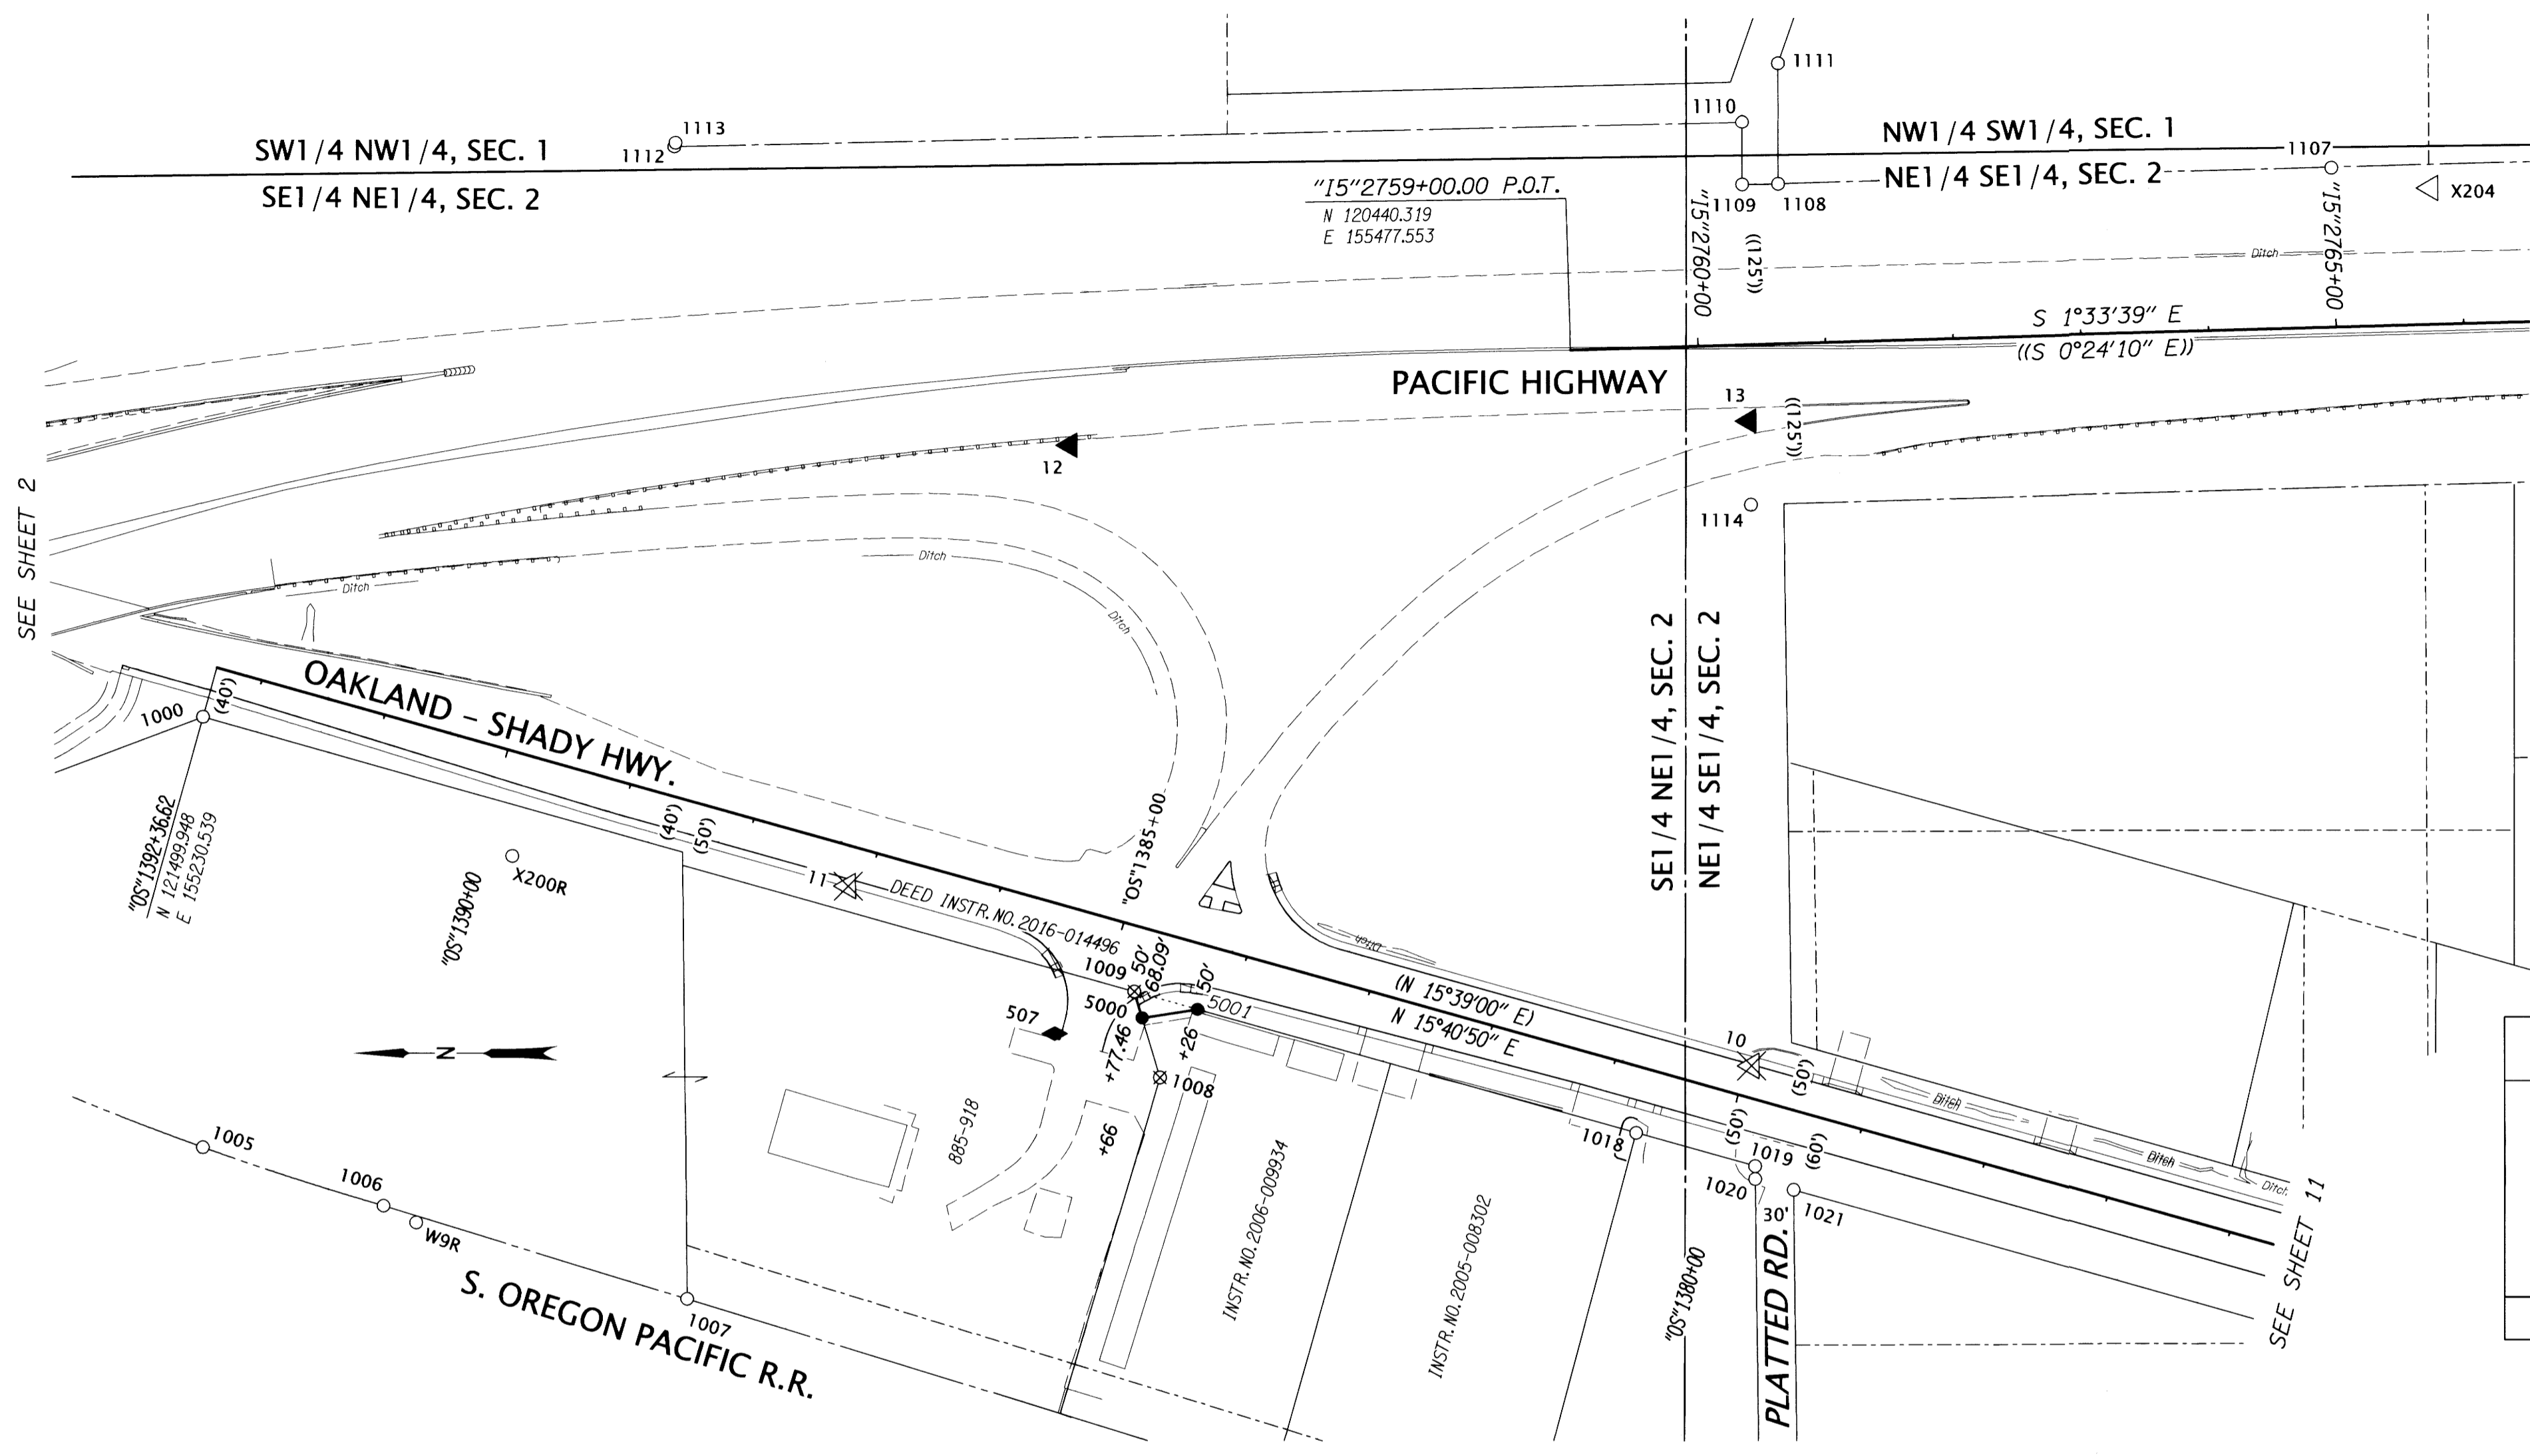 1111
1110
1113
1112
SW1/4 NW1/4, SEC. 1
SE1/4 NE1/4, SEC. 2
NW1/4 SW1/4, SEC. 1
NE1/4 SE1/4, SEC. 2
1107
X204
"I5"2759+00.00 P.O.T.
N 120440.319
E 155477.553
1109
1108
"I5"2760+00
((125'))
"I5"2765+00
Ditch
S 1°33'39" E
((S 0°24'10" E))
PACIFIC HIGHWAY
13
((125'))
12
1114
SEE SHEET 2
Ditch
Ditch
Ditch
SE1/4 NE1/4, SEC. 2
NE1/4 SE1/4, SEC. 2
OAKLAND - SHADY HWY.
1000
(40')
"OS"1392+36.62
N 121499.948
E 155230.539
(40')
(50')
X200R
"OS"1390+00
11
DEED INSTR.NO.2016-014496
"OS"1385+00
Ditch
1009
50'
68.09'
50'
5000
5001
507
+77.46
+26
1008
+66
(N 15°39'00" E)
N 15°40'50" E
10
(50')
Ditch
Ditch
Ditch
N
885-918
INSTR.NO.2006-009934
INSTR.NO.2005-008302
1018
(50')
1019
(60')
1020
30'
1021
"OS"1380+00
PLATTED RD.
SEE SHEET 11
1005
1006
W9R
1007
S. OREGON PACIFIC R.R.